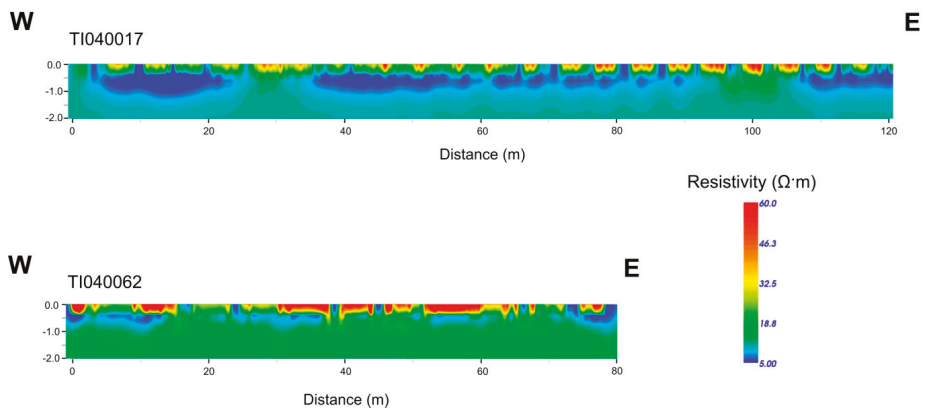 W
E
TI040017
0.0
-1.0
-2.0
0 20 40 60 80 100 120
Distance (m)
Resistivity (Ω·m)
60.0
46.3
32.5
18.8
5.00
W
E
TI040062
0.0
-1.0
-2.0
0 20 40 60 80
Distance (m)